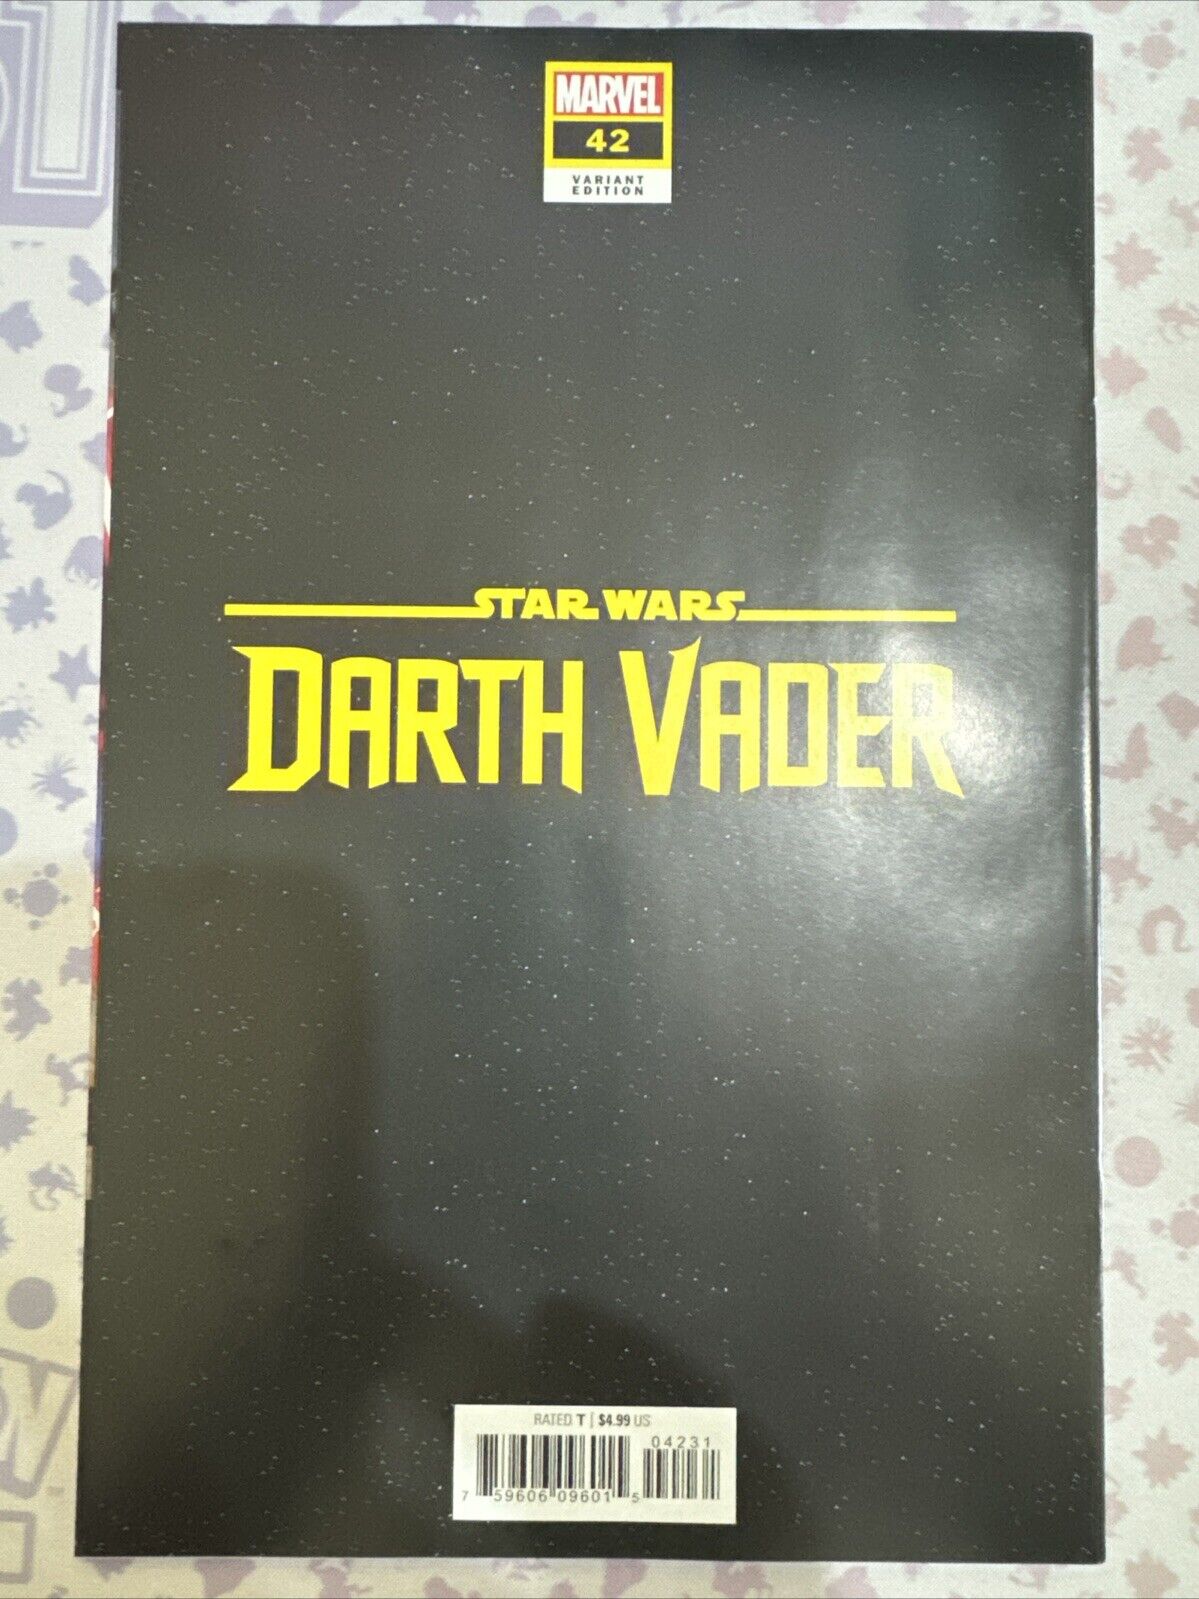 MARVEL
42
VARIANT
EDITION
STAR WARS
DARTH VADER
RATED T | $4.99 US
04231
7 59606 09601 5